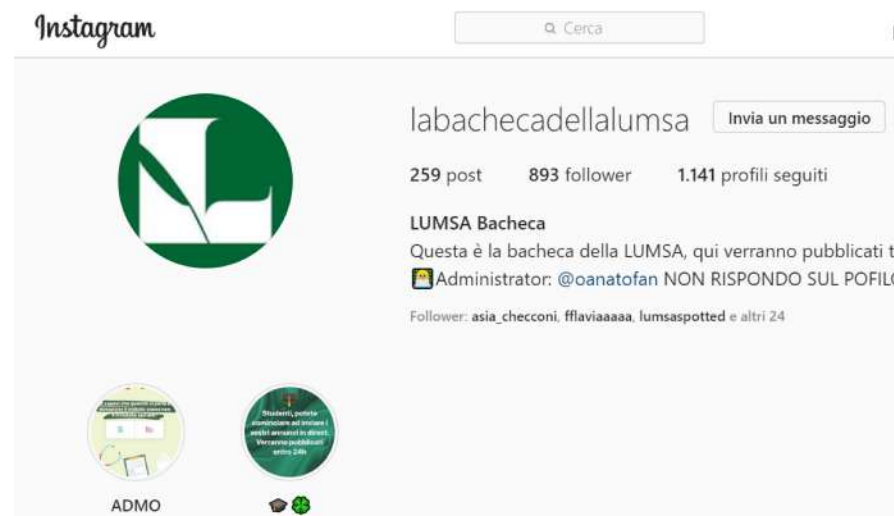 Instagram
Cerca
labachecadellalumsa Invia un messaggio
259 post 893 follower 1.141 profili seguiti
LUMSA Bacheca
Questa è la bacheca della LUMSA, qui verranno pubblicati t
Administrator: @oanatofan NON RISPONDO SUL POFIL
Follower: asia_checconi, fflaviaaaaa, lumsaspotted e altri 24
Studenti, potete
cominciare ad inviare i
vostri annunci in direct.
Verranno pubblicati
entro 24h
ADMO